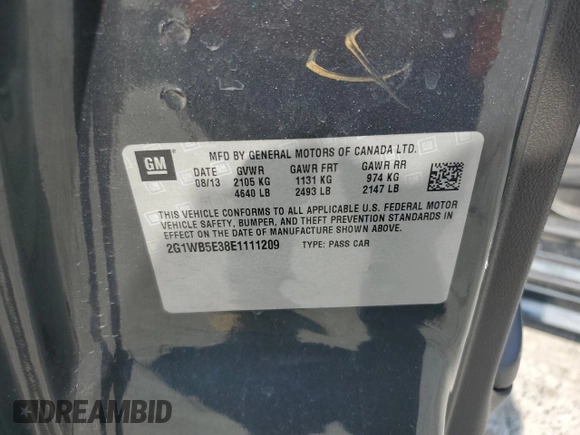 GM
MFD BY GENERAL MOTORS OF CANADA LTD.
DATE GVWR GAWR FRT GAWR RR
08/13 2105 KG 1131 KG 974 KG
4640 LB 2493 LB 2147 LB
THIS VEHICLE CONFORMS TO ALL APPLICABLE U.S. FEDERAL MOTOR
VEHICLE SAFETY, BUMPER, AND THEFT PREVENTION STANDARDS IN
EFFECT ON THE DATE OF MANUFACTURE SHOWN ABOVE.
2G1WB5E38E1111209 TYPE: PASS CAR
DREAMBID